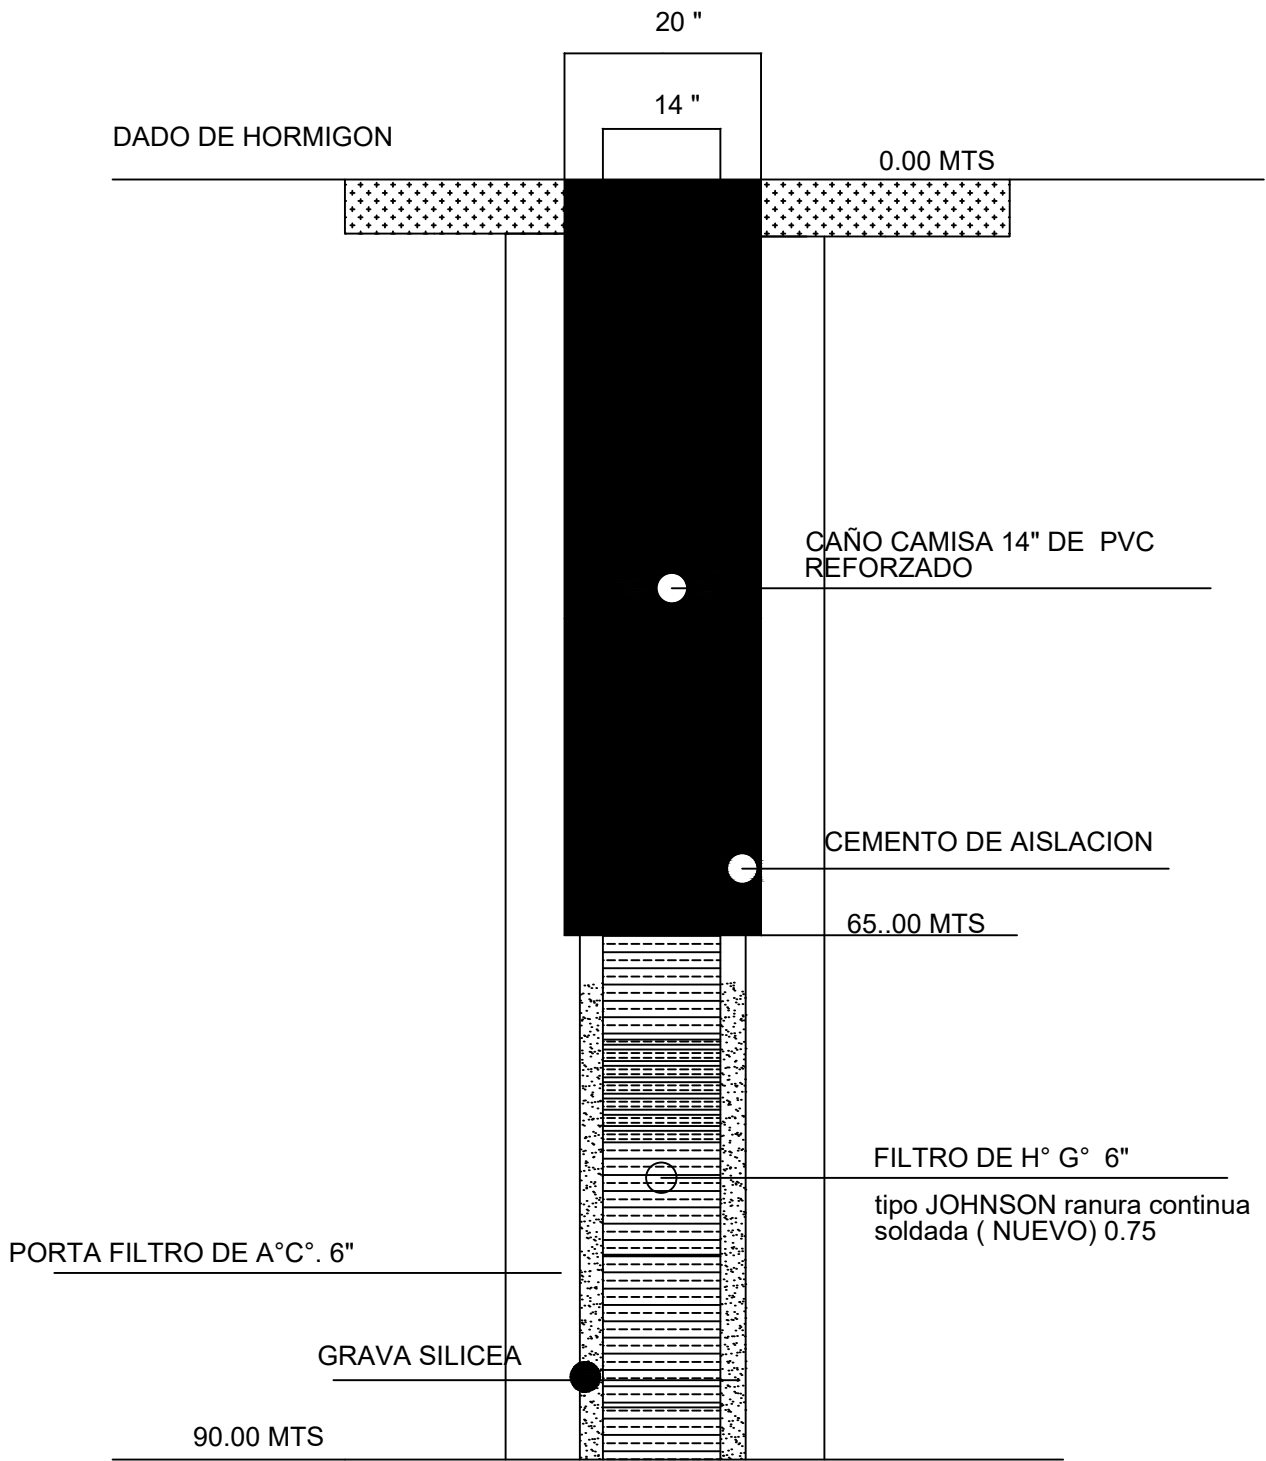 20 "
14 "
DADO DE HORMIGON
0.00 MTS
CAÑO CAMISA 14" DE PVC
REFORZADO
CEMENTO DE AISLACION
65..00 MTS
FILTRO DE H° G° 6"
tipo JOHNSON ranura continua
soldada ( NUEVO) 0.75
PORTA FILTRO DE A°C°. 6"
GRAVA SILICEA
90.00 MTS